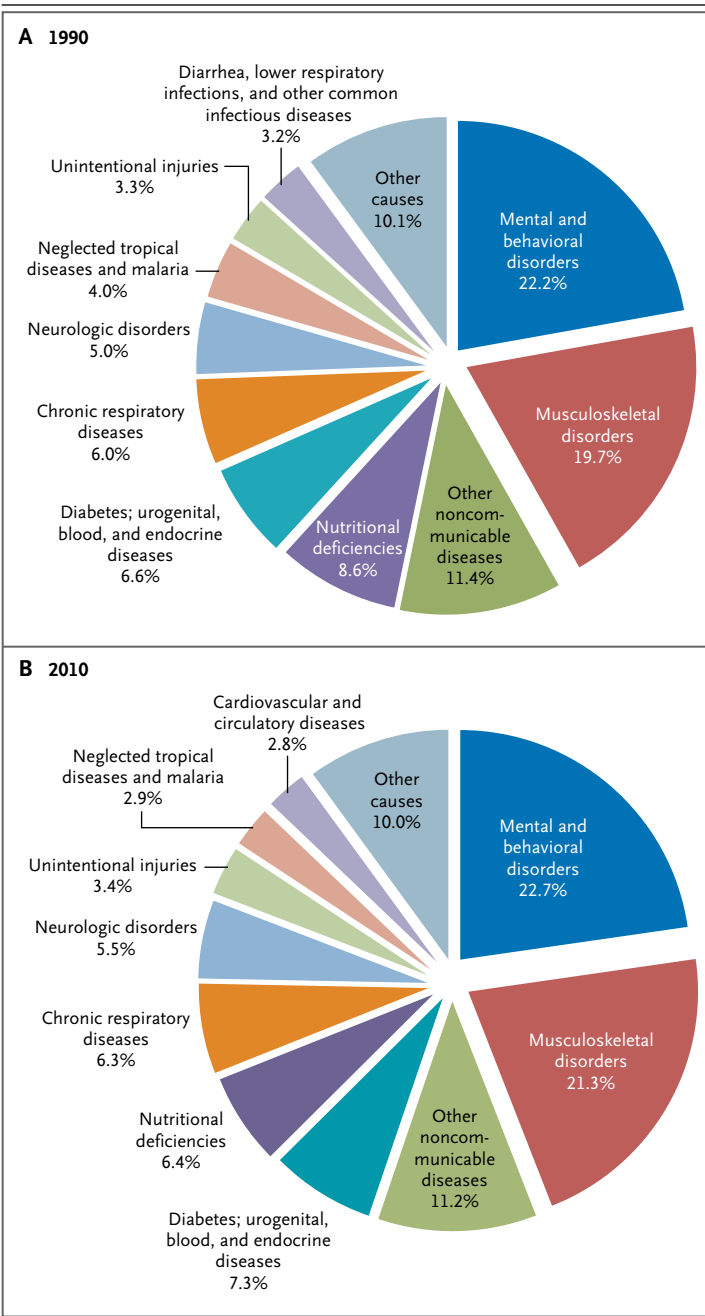 A 1990
Diarrhea, lower respiratory
infections, and other common
infectious diseases
3.2%
Unintentional injuries
3.3%
Neglected tropical
diseases and malaria
4.0%
Neurologic disorders
5.0%
Chronic respiratory
diseases
6.0%
Diabetes; urogenital,
blood, and endocrine
diseases
6.6%
Nutritional
deficiencies
8.6%
Other
noncom-
municable
diseases
11.4%
Musculoskeletal
disorders
19.7%
Mental and
behavioral
disorders
22.2%
Other
causes
10.1%
B 2010
Cardiovascular and
circulatory diseases
2.8%
Neglected tropical
diseases and malaria
2.9%
Unintentional injuries
3.4%
Neurologic disorders
5.5%
Chronic respiratory
diseases
6.3%
Nutritional
deficiencies
6.4%
Diabetes; urogenital,
blood, and endocrine
diseases
7.3%
Other
noncom-
municable
diseases
11.2%
Musculoskeletal
disorders
21.3%
Mental and
behavioral
disorders
22.7%
Other
causes
10.0%